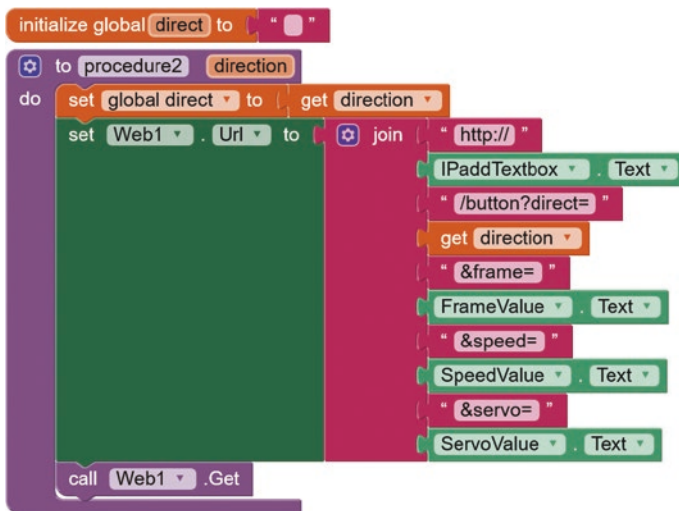 initialize global direct to " "
to procedure2 direction
do set global direct to get direction
set Web1 . Url to join " http:// "
IPaddTextbox . Text
" /button?direct= "
get direction
" &frame= "
FrameValue . Text
" &speed= "
SpeedValue . Text
" &servo= "
ServoValue . Text
call Web1 .Get